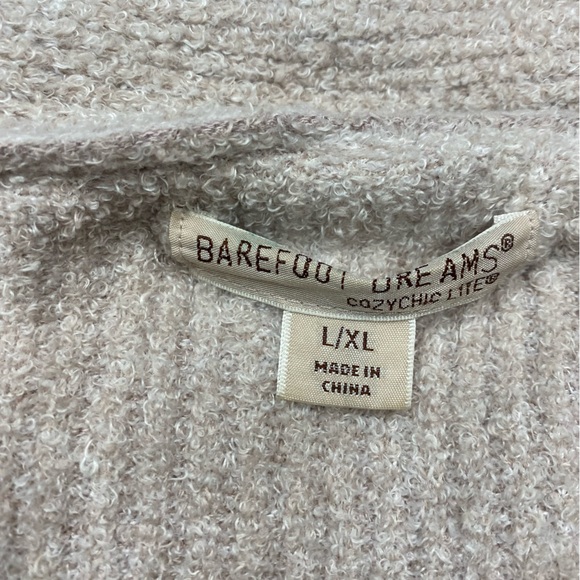 BAREFOOT DREAMS®
COZYCHIC LITE®
L/XL
MADE IN
CHINA